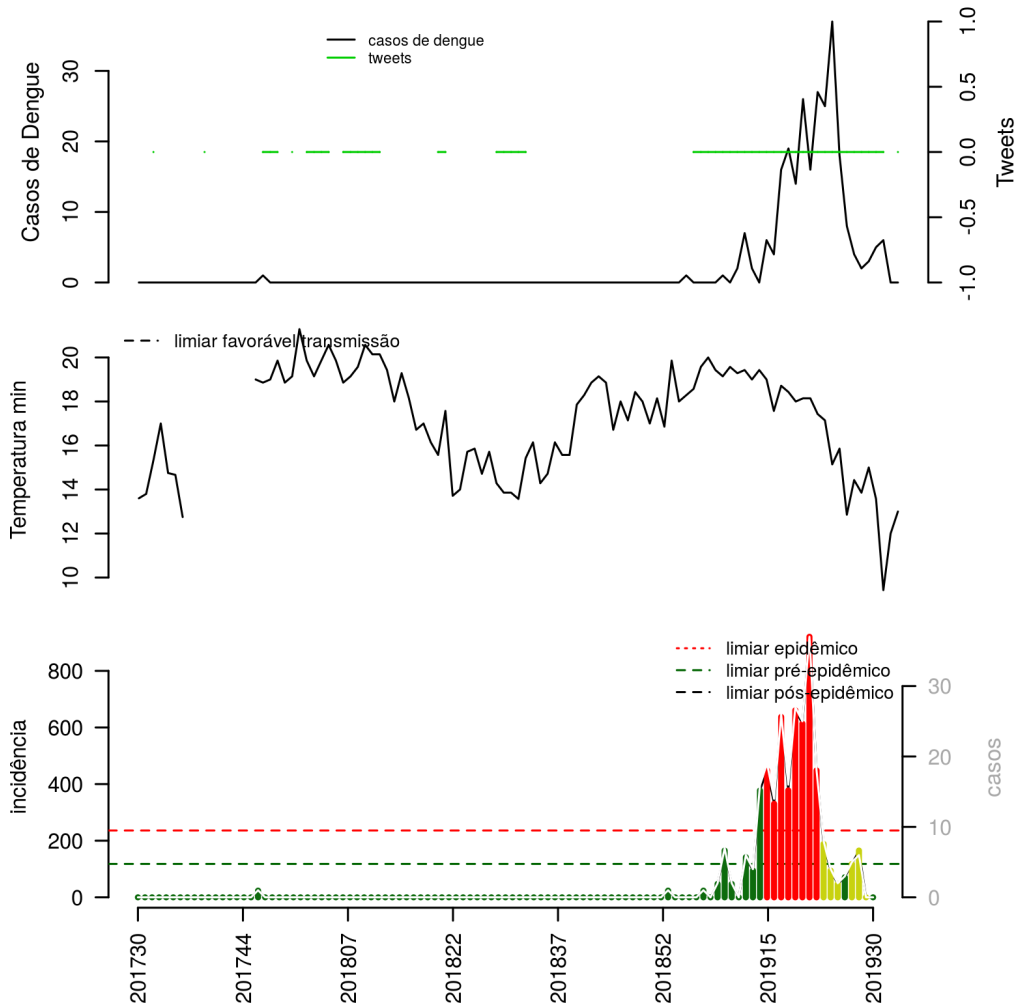 casos de dengue
tweets
Casos de Dengue
0
10
20
30
Tweets
-1.0
-0.5
0.0
0.5
1.0
limiar favorável transmissão
Temperatura min
10
12
14
16
18
20
limiar epidêmico
limiar pré-epidêmico
limiar pós-epidêmico
incidência
0
200
400
600
800
casos
0
10
20
30
201730
201744
201807
201822
201837
201852
201915
201930